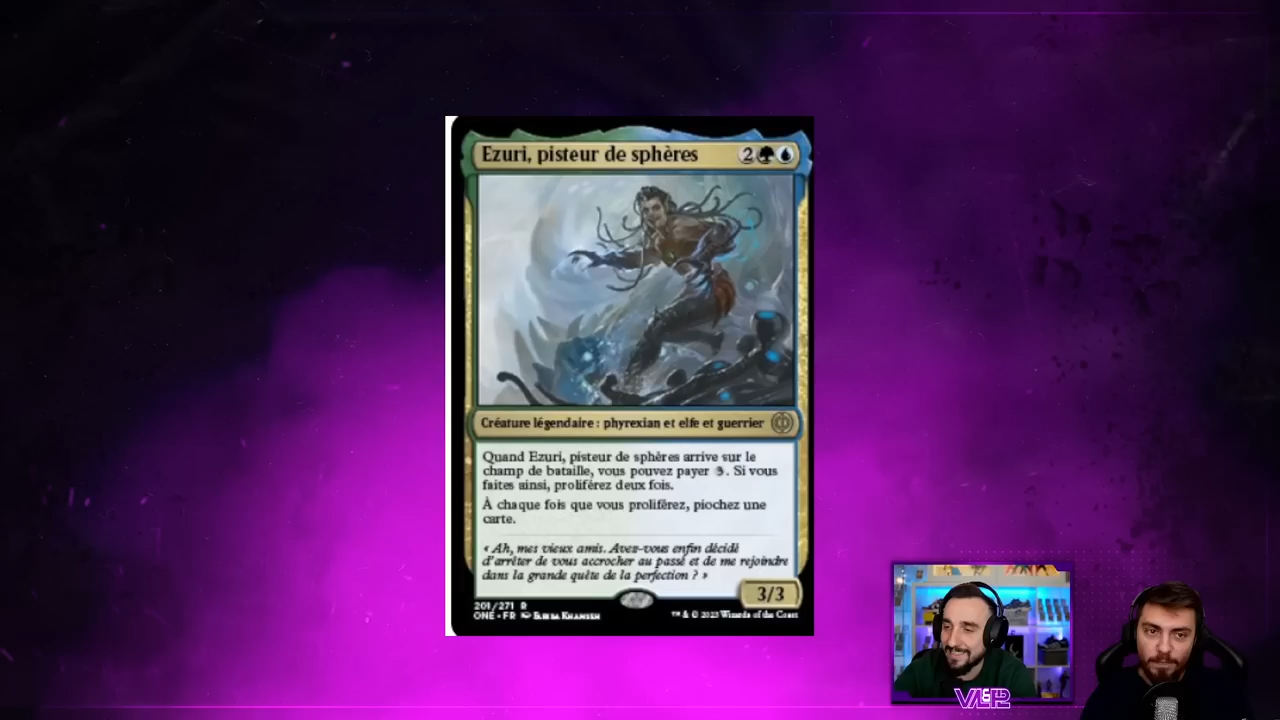 Ezuri, pisteur de sphères 2
Créature légendaire : phyrexian et elfe et guerrier
Quand Ezuri, pisteur de sphères arrive sur le
champ de bataille, vous pouvez payer 3. Si vous
faites ainsi, proliférez deux fois.
À chaque fois que vous proliférez, piochez une
carte.
« Ah, mes vieux amis. Avez-vous enfin décidé
d'arrêter de vous accrocher au passé et de me rejoindre
dans la grande quête de la perfection ? »
3/3
201/271 R
ONE • FR
™ & © 2023 Wizards of the Coast